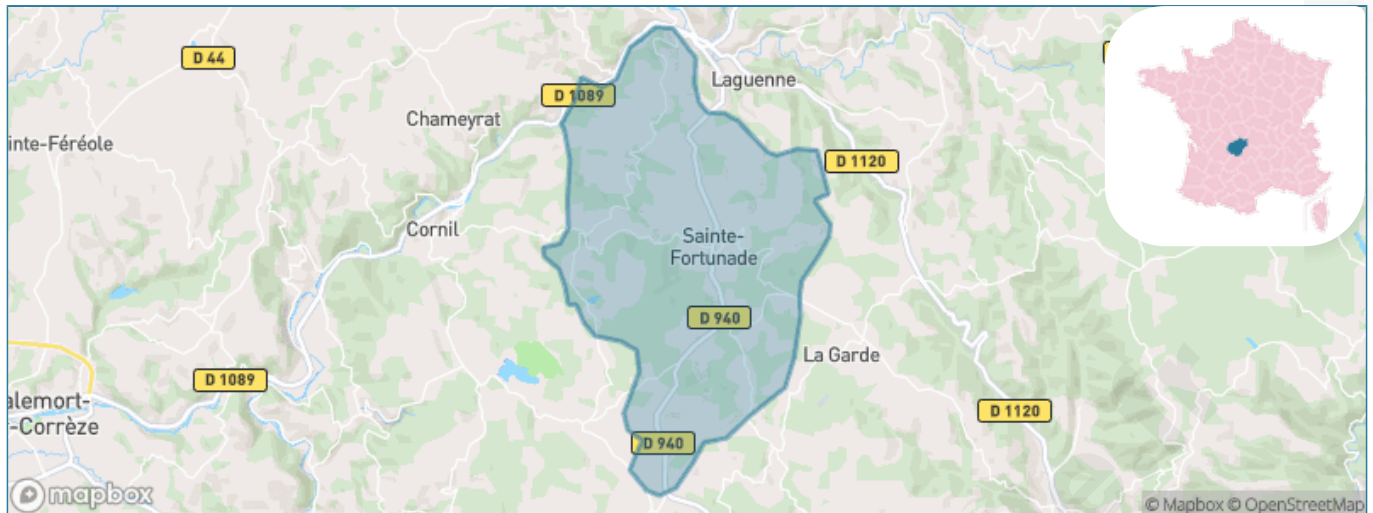 D 44
Laguenne
D 1089
Chameyrat
inte-Féréole
D 1120
Cornil
Sainte-
Fortunade
D 940
La Garde
D 1089
alemort-
-Corrèze
D 1120
D 940
mapbox
© Mapbox © OpenStreetMap